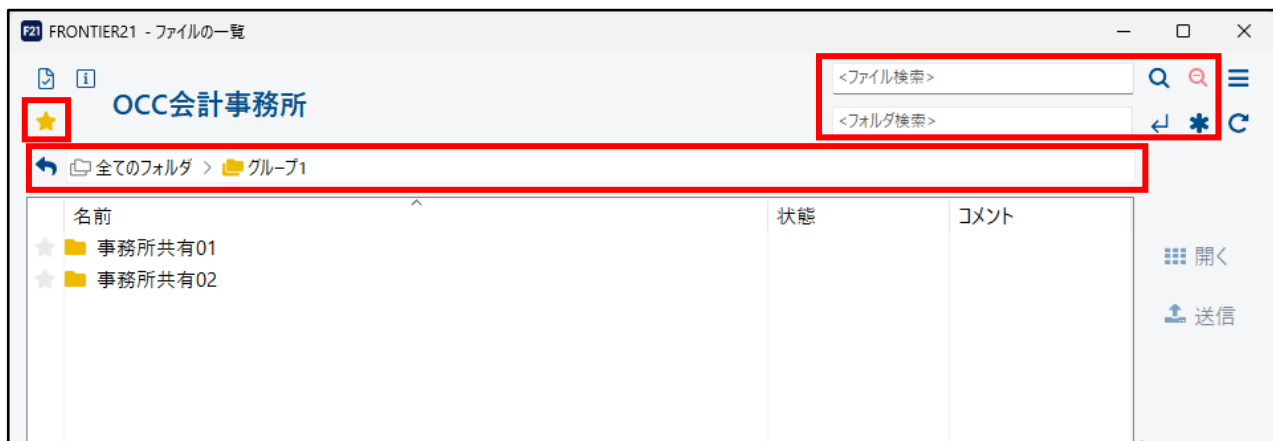 F21 FRONTIER21 - ファイルの一覧
<ファイル検索>
OCC会計事務所
<フォルダ検索>
全てのフォルダ > グループ1
名前 状態 コメント
事務所共有01
事務所共有02
開く
送信